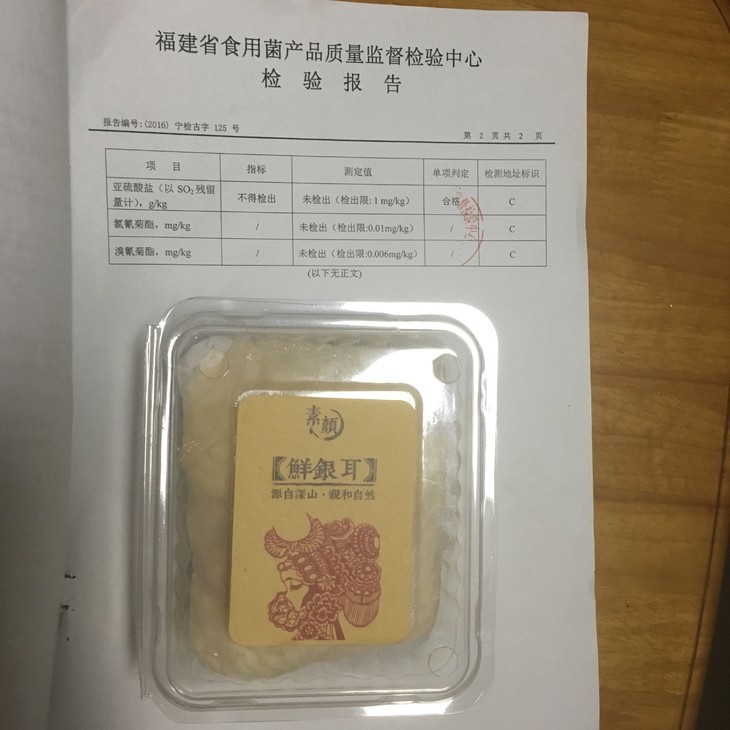 福建省食用菌产品质量监督检验中心
检 验 报 告
报告编号:(2016) 宁检古字 125 号
第 2 页共 2 页
项 目 指标 测定值 单项判定 检测地址标识
亚硫酸盐（以 SO₂ 残留量计），g/kg 不得检出 未检出（检出限: 1 mg/kg） 合格 C
氯氰菊酯，mg/kg / 未检出（检出限:0.01mg/kg） / C
溴氰菊酯，mg/kg / 未检出（检出限:0.006mg/kg） / C
(以下无正文)
素顏
【鮮銀耳】
源自深山·親和自然